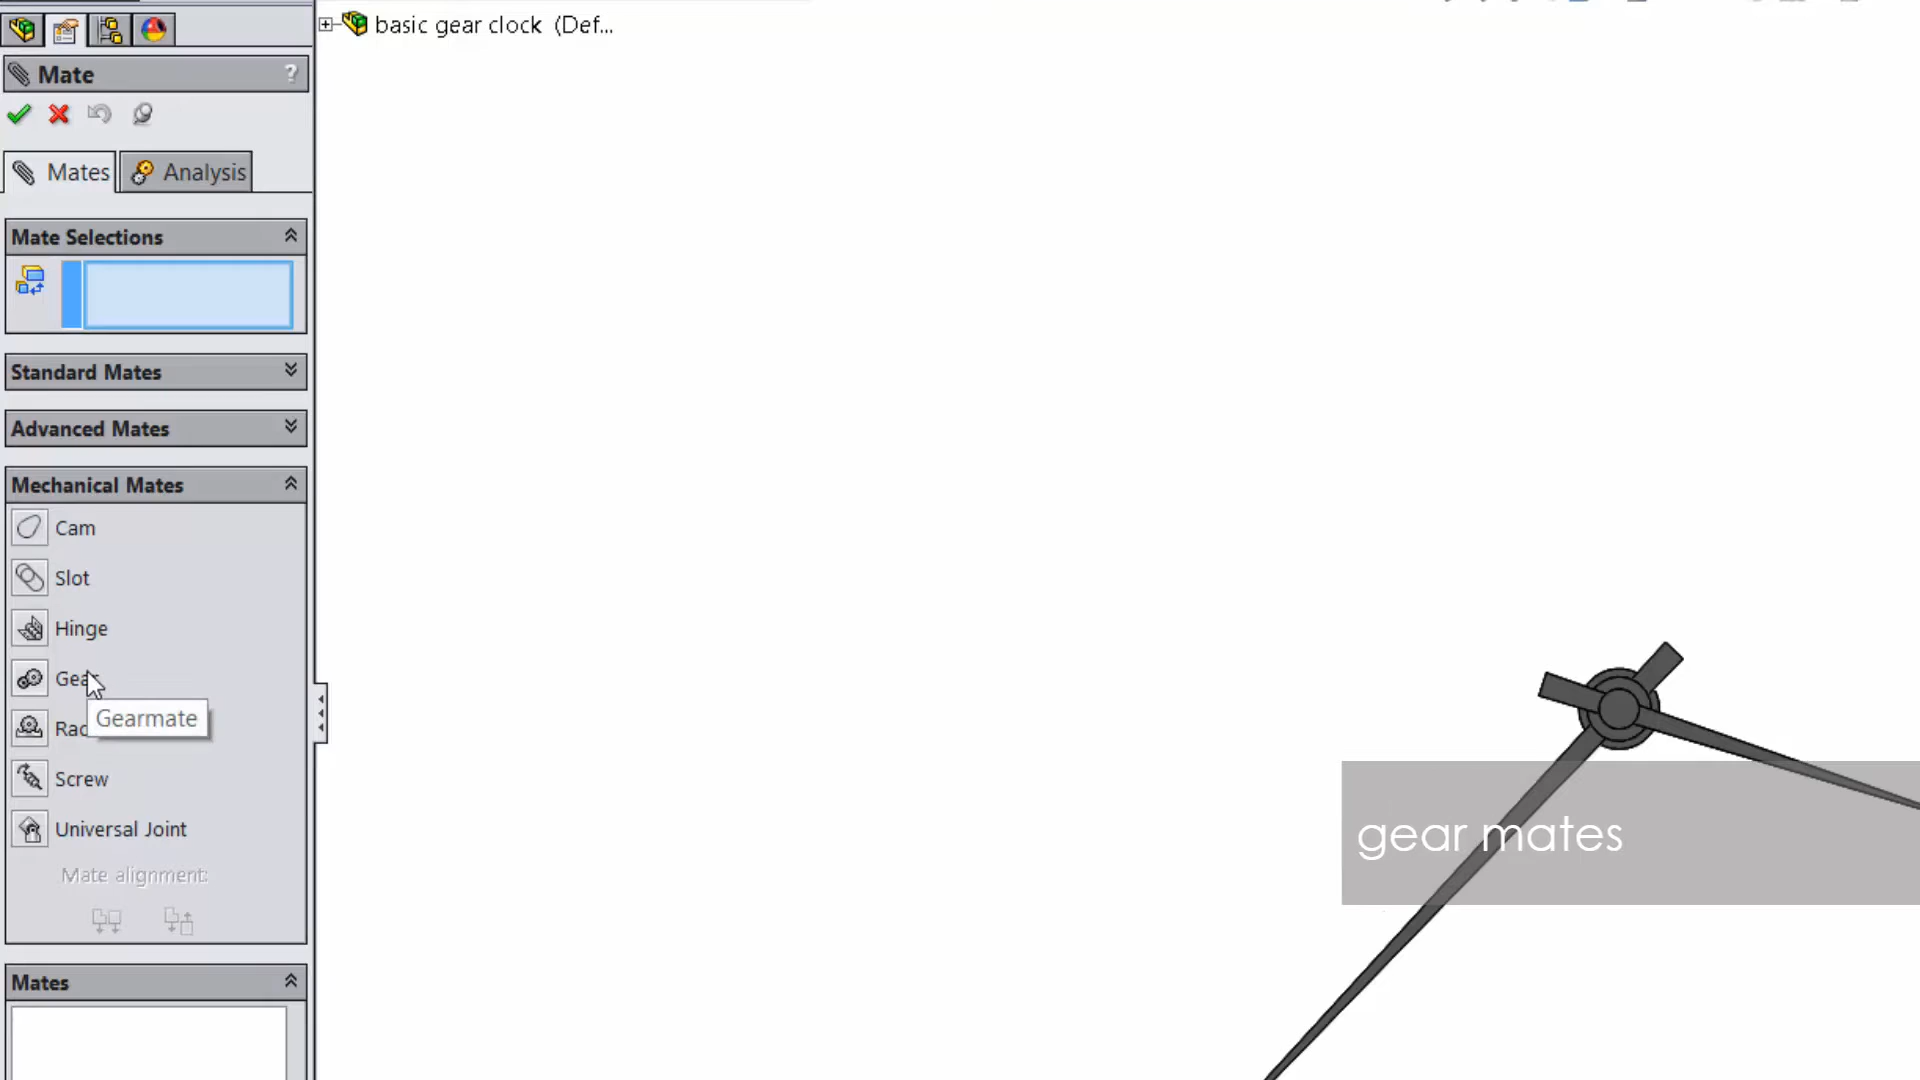 basic gear clock (Def...
Mate ?
Mates Analysis
Mate Selections
Standard Mates
Advanced Mates
Mechanical Mates
Cam
Slot
Hinge
Gear
Gearmate
Rac
Screw
Universal Joint
Mate alignment:
Mates
gear mates